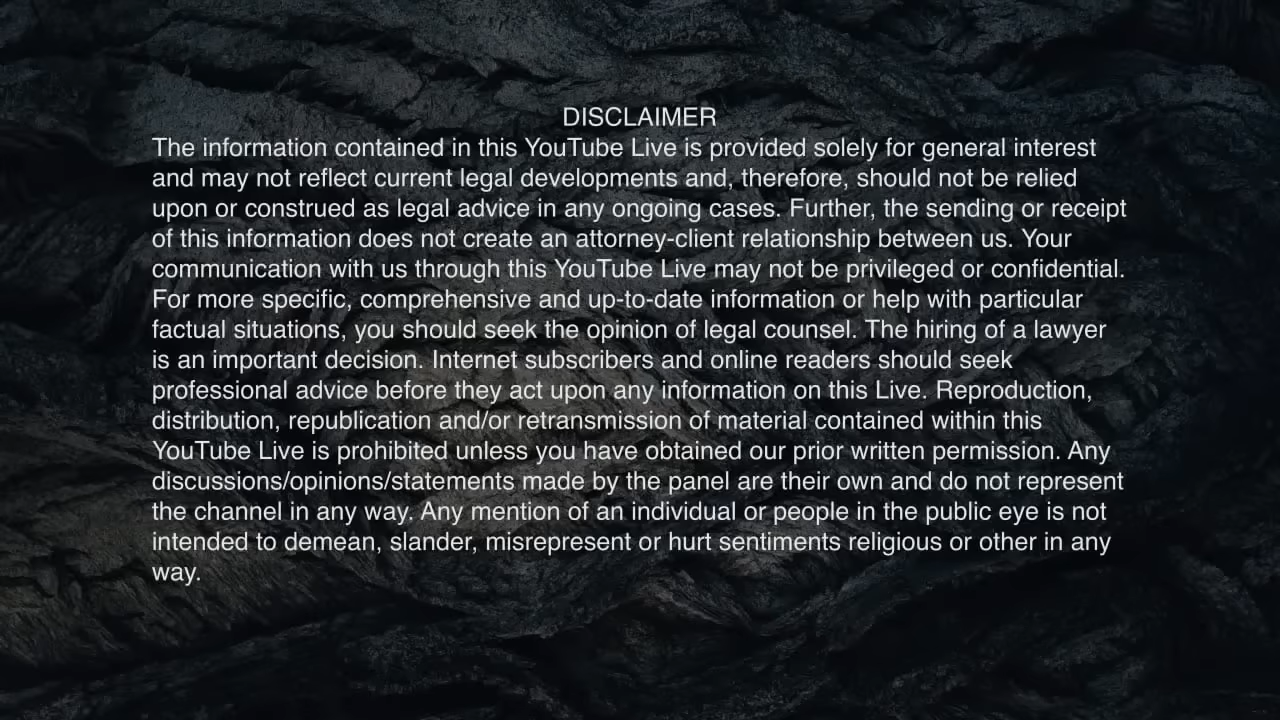 DISCLAIMER
The information contained in this YouTube Live is provided solely for general interest
and may not reflect current legal developments and, therefore, should not be relied
upon or construed as legal advice in any ongoing cases. Further, the sending or receipt
of this information does not create an attorney-client relationship between us. Your
communication with us through this YouTube Live may not be privileged or confidential.
For more specific, comprehensive and up-to-date information or help with particular
factual situations, you should seek the opinion of legal counsel. The hiring of a lawyer
is an important decision. Internet subscribers and online readers should seek
professional advice before they act upon any information on this Live. Reproduction,
distribution, republication and/or retransmission of material contained within this
YouTube Live is prohibited unless you have obtained our prior written permission. Any
discussions/opinions/statements made by the panel are their own and do not represent
the channel in any way. Any mention of an individual or people in the public eye is not
intended to demean, slander, misrepresent or hurt sentiments religious or other in any
way.